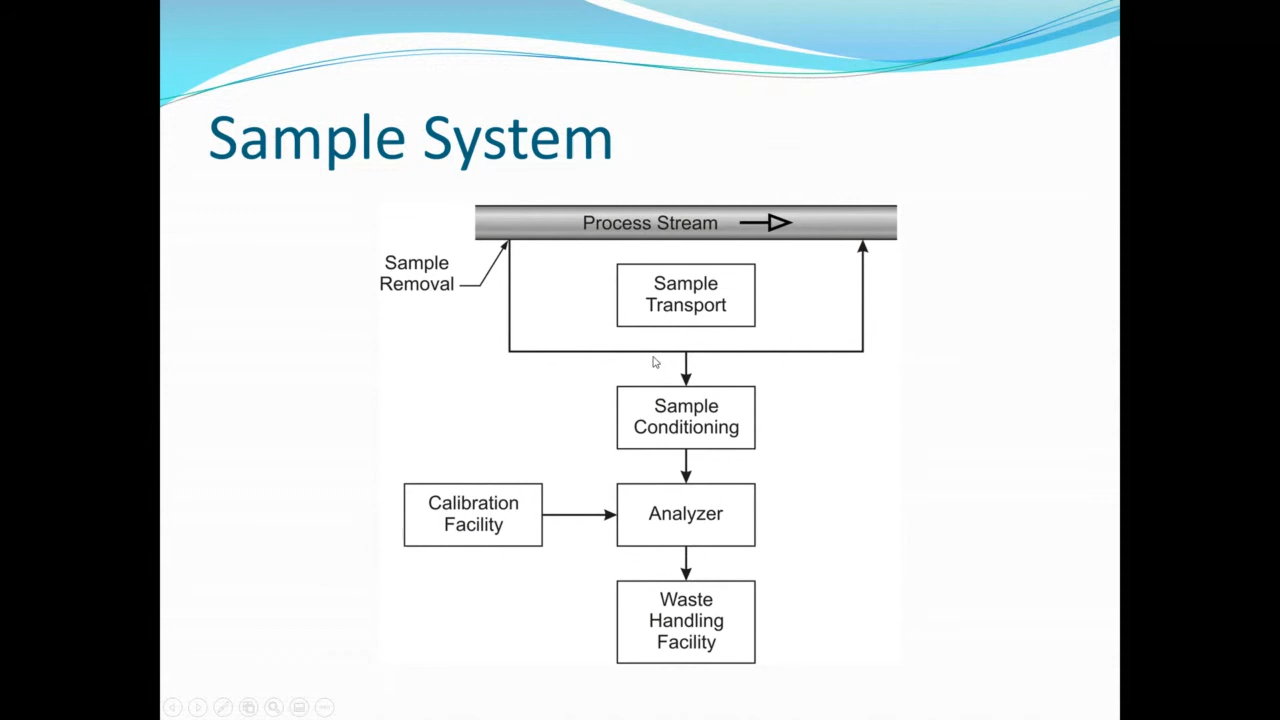 Sample System
Process Stream
Sample
Removal
Sample
Transport
Sample
Conditioning
Calibration
Facility
Analyzer
Waste
Handling
Facility